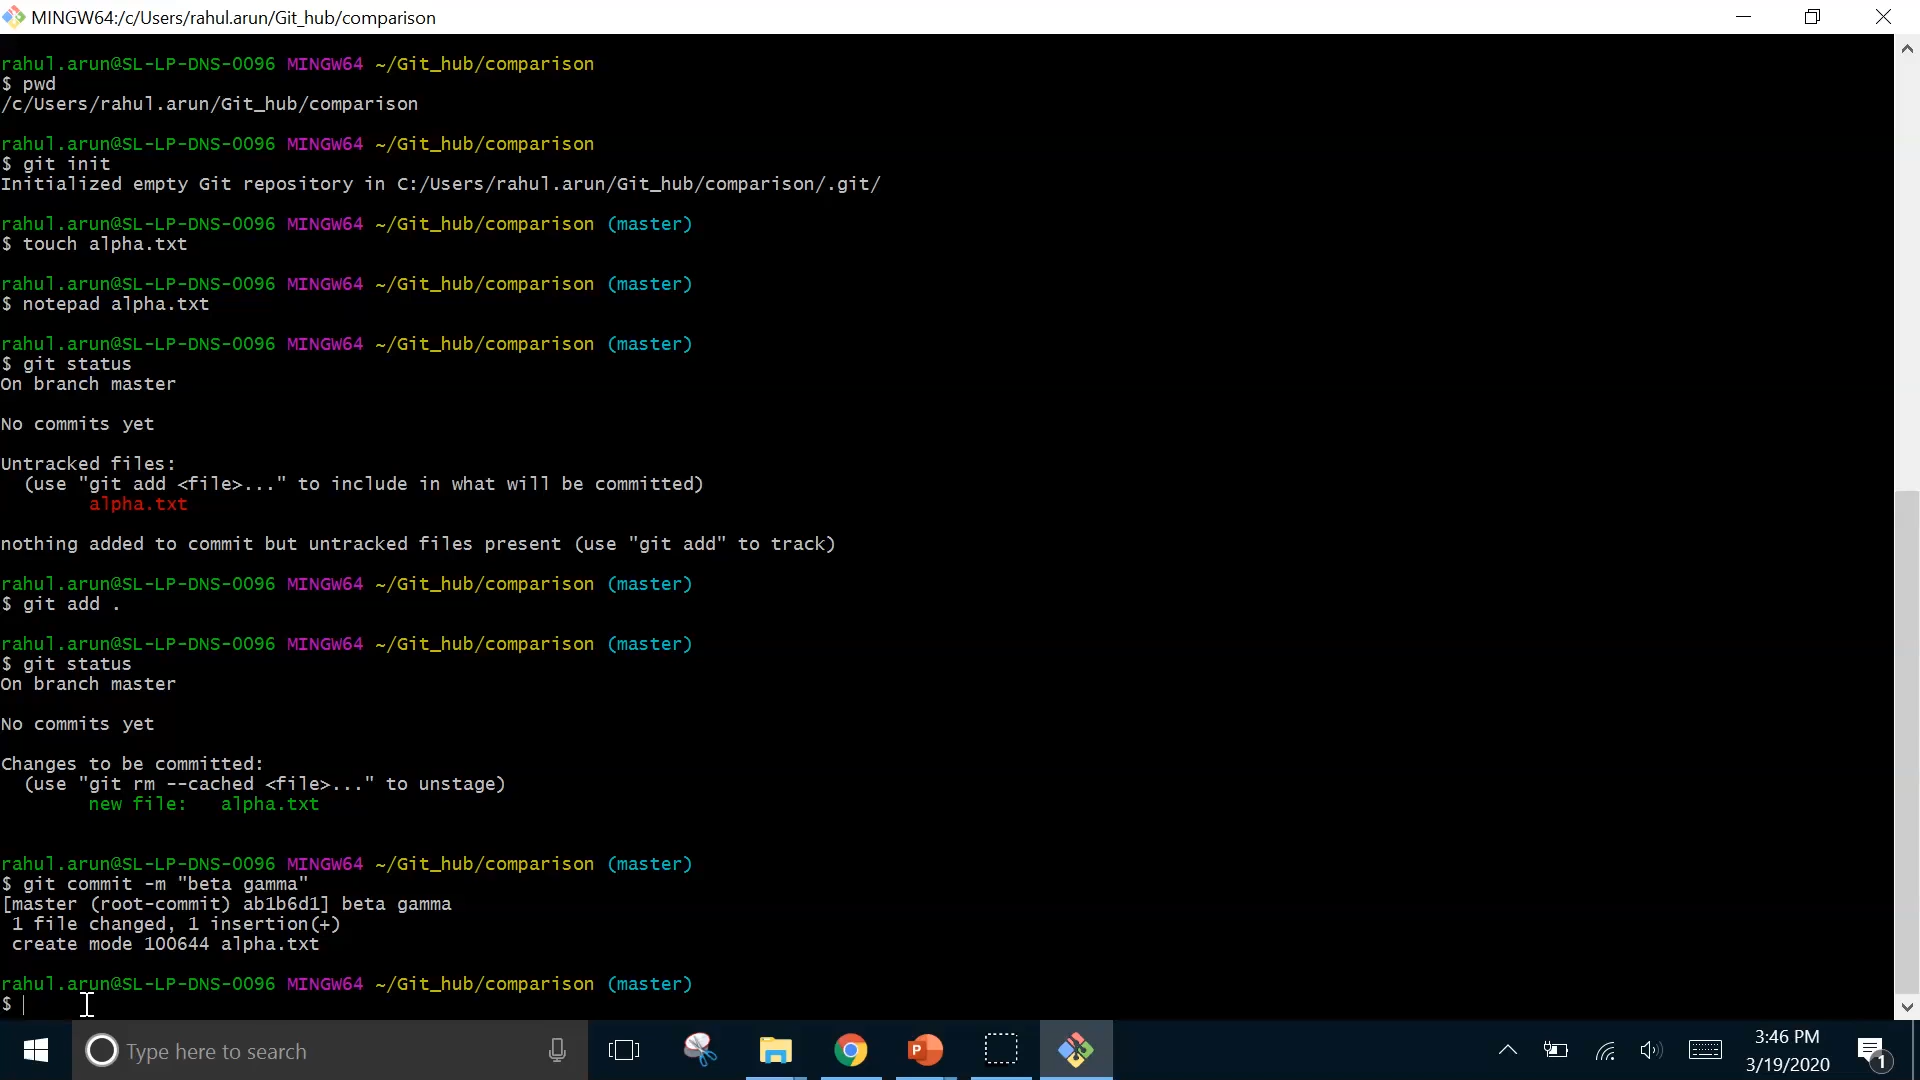 MINGW64:/c/Users/rahul.arun/Git_hub/comparison
rahul.arun@SL-LP-DNS-0096 MINGW64 ~/Git_hub/comparison
$ pwd
/c/Users/rahul.arun/Git_hub/comparison
rahul.arun@SL-LP-DNS-0096 MINGW64 ~/Git_hub/comparison
$ git init
Initialized empty Git repository in C:/Users/rahul.arun/Git_hub/comparison/.git/
rahul.arun@SL-LP-DNS-0096 MINGW64 ~/Git_hub/comparison (master)
$ touch alpha.txt
rahul.arun@SL-LP-DNS-0096 MINGW64 ~/Git_hub/comparison (master)
$ notepad alpha.txt
rahul.arun@SL-LP-DNS-0096 MINGW64 ~/Git_hub/comparison (master)
$ git status
On branch master
No commits yet
Untracked files:
(use "git add <file>..." to include in what will be committed)
alpha.txt
nothing added to commit but untracked files present (use "git add" to track)
rahul.arun@SL-LP-DNS-0096 MINGW64 ~/Git_hub/comparison (master)
$ git add .
rahul.arun@SL-LP-DNS-0096 MINGW64 ~/Git_hub/comparison (master)
$ git status
On branch master
No commits yet
Changes to be committed:
(use "git rm --cached <file>..." to unstage)
new file: alpha.txt
rahul.arun@SL-LP-DNS-0096 MINGW64 ~/Git_hub/comparison (master)
$ git commit -m "beta gamma"
[master (root-commit) ab1b6d1] beta gamma
1 file changed, 1 insertion(+)
create mode 100644 alpha.txt
rahul.arun@SL-LP-DNS-0096 MINGW64 ~/Git_hub/comparison (master)
$
Type here to search
P
3:46 PM
3/19/2020
1